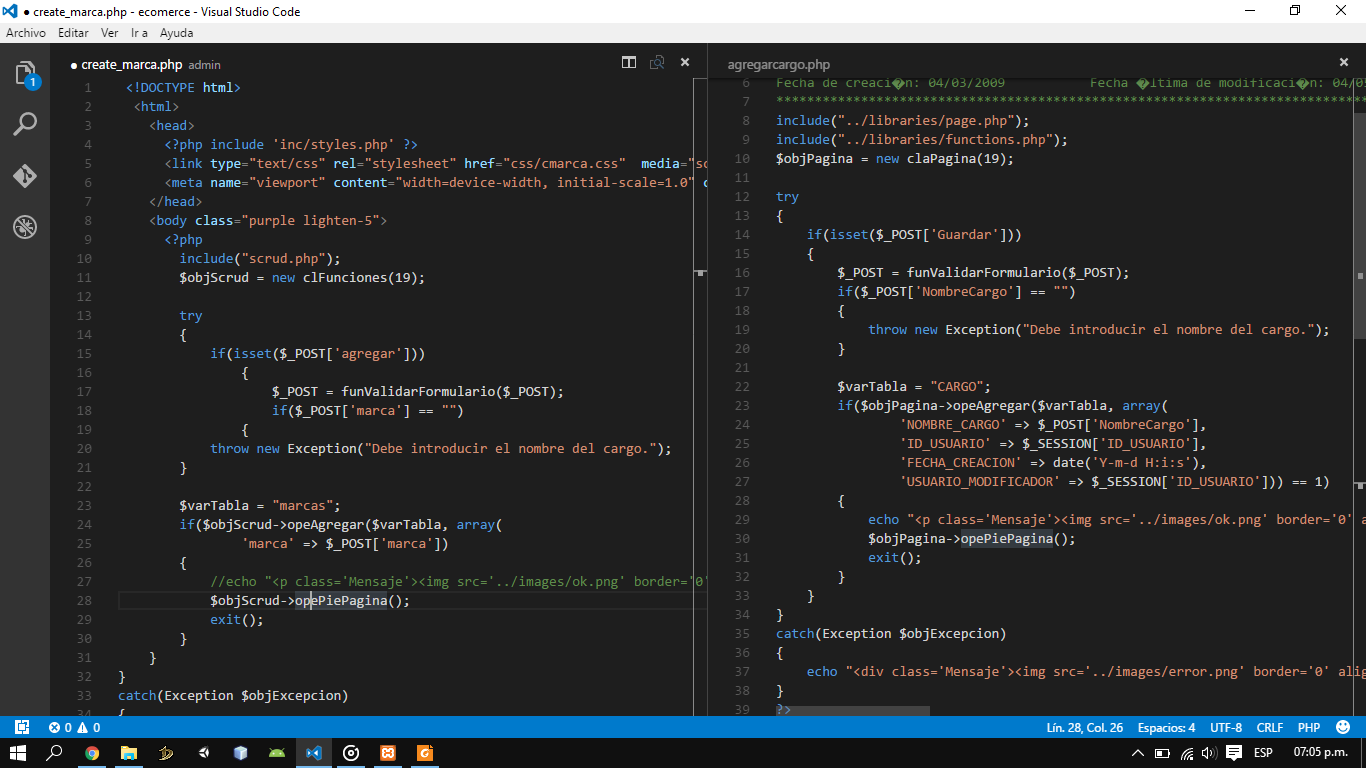 ● create_marca.php - ecomerce - Visual Studio Code
Archivo Editar Ver Ir a Ayuda
1
● create_marca.php admin
1 <!DOCTYPE html>
2 <html>
3 <head>
4 <?php include 'inc/styles.php' ?>
5 <link type="text/css" rel="stylesheet" href="css/cmarca.css" media="sc
6 <meta name="viewport" content="width=device-width, initial-scale=1.0" c
7 </head>
8 <body class="purple lighten-5">
9 <?php
10 include("scrud.php");
11 $objScrud = new clFunciones(19);
12
13 try
14 {
15 if(isset($_POST['agregar']))
16 {
17 $_POST = funValidarFormulario($_POST);
18 if($_POST['marca'] == "")
19 {
20 throw new Exception("Debe introducir el nombre del cargo.");
21 }
22
23 $varTabla = "marcas";
24 if($objScrud->opeAgregar($varTabla, array(
25 'marca' => $_POST['marca'])
26 {
27 //echo "<p class='Mensaje'><img src='../images/ok.png' border='0'
28 $objScrud->opePiePagina();
29 exit();
30 }
31 }
32 }
33 catch(Exception $objExcepcion)
34 {
agregarcargo.php
6 Fecha de creaci�n: 04/03/2009 Fecha �ltima de modificaci�n: 04/05
7 *****************************************************************************
8 include("../libraries/page.php");
9 include("../libraries/functions.php");
10 $objPagina = new claPagina(19);
11
12 try
13 {
14 if(isset($_POST['Guardar']))
15 {
16 $_POST = funValidarFormulario($_POST);
17 if($_POST['NombreCargo'] == "")
18 {
19 throw new Exception("Debe introducir el nombre del cargo.");
20 }
21
22 $varTabla = "CARGO";
23 if($objPagina->opeAgregar($varTabla, array(
24 'NOMBRE_CARGO' => $_POST['NombreCargo'],
25 'ID_USUARIO' => $_SESSION['ID_USUARIO'],
26 'FECHA_CREACION' => date('Y-m-d H:i:s'),
27 'USUARIO_MODIFICADOR' => $_SESSION['ID_USUARIO'])) == 1)
28 {
29 echo "<p class='Mensaje'><img src='../images/ok.png' border='0' a
30 $objPagina->opePiePagina();
31 exit();
32 }
33 }
34 }
35 catch(Exception $objExcepcion)
36 {
37 echo "<div class='Mensaje'><img src='../images/error.png' border='0' alig
38 }
39 ?>
0 0 Lín. 28, Col. 26 Espacios: 4 UTF-8 CRLF PHP
ESP 07:05 p.m.